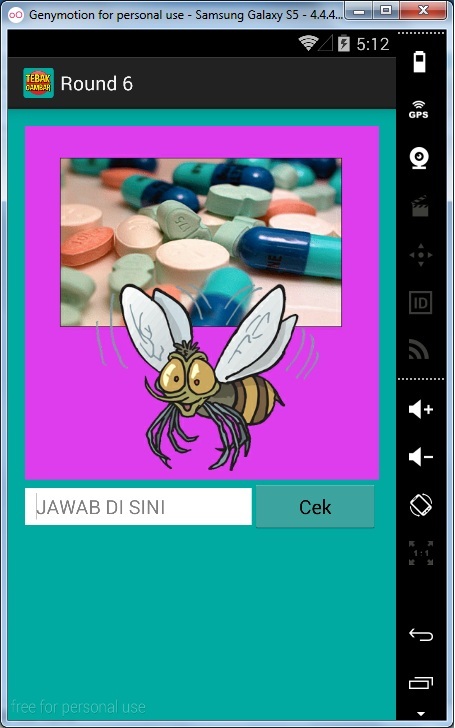 Genymotion for personal use - Samsung Galaxy S5 - 4.4.4...
5:12
TEBAK
GAMBAR
Round 6
GPS
ID
JAWAB DI SINI
Cek
1:1
free for personal use